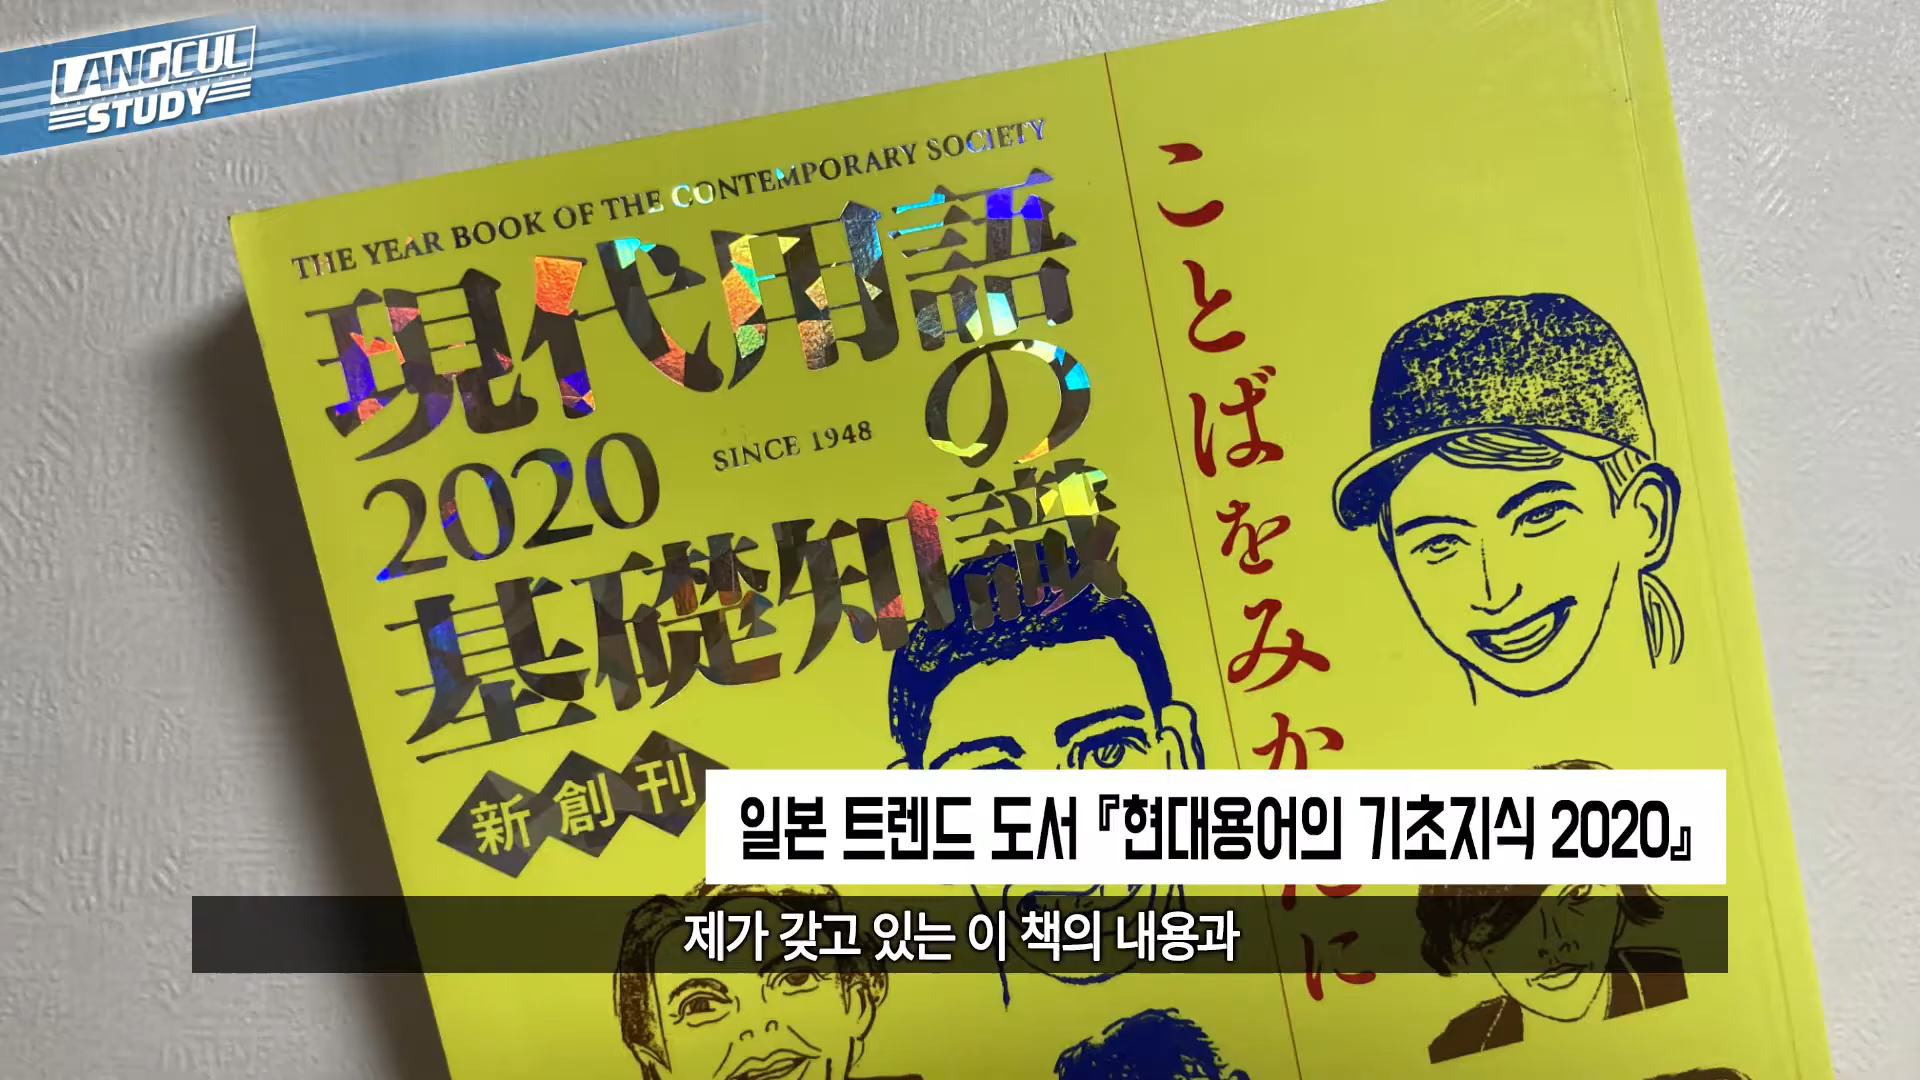 LANGCUL
STUDY
THE YEAR BOOK OF THE CONTEMPORARY SOCIETY
現代用語の
2020
SINCE 1948
基礎知識
新創刊
ことばをみかたに
일본 트렌드 도서『현대용어의 기초지식 2020』
제가 갖고 있는 이 책의 내용과